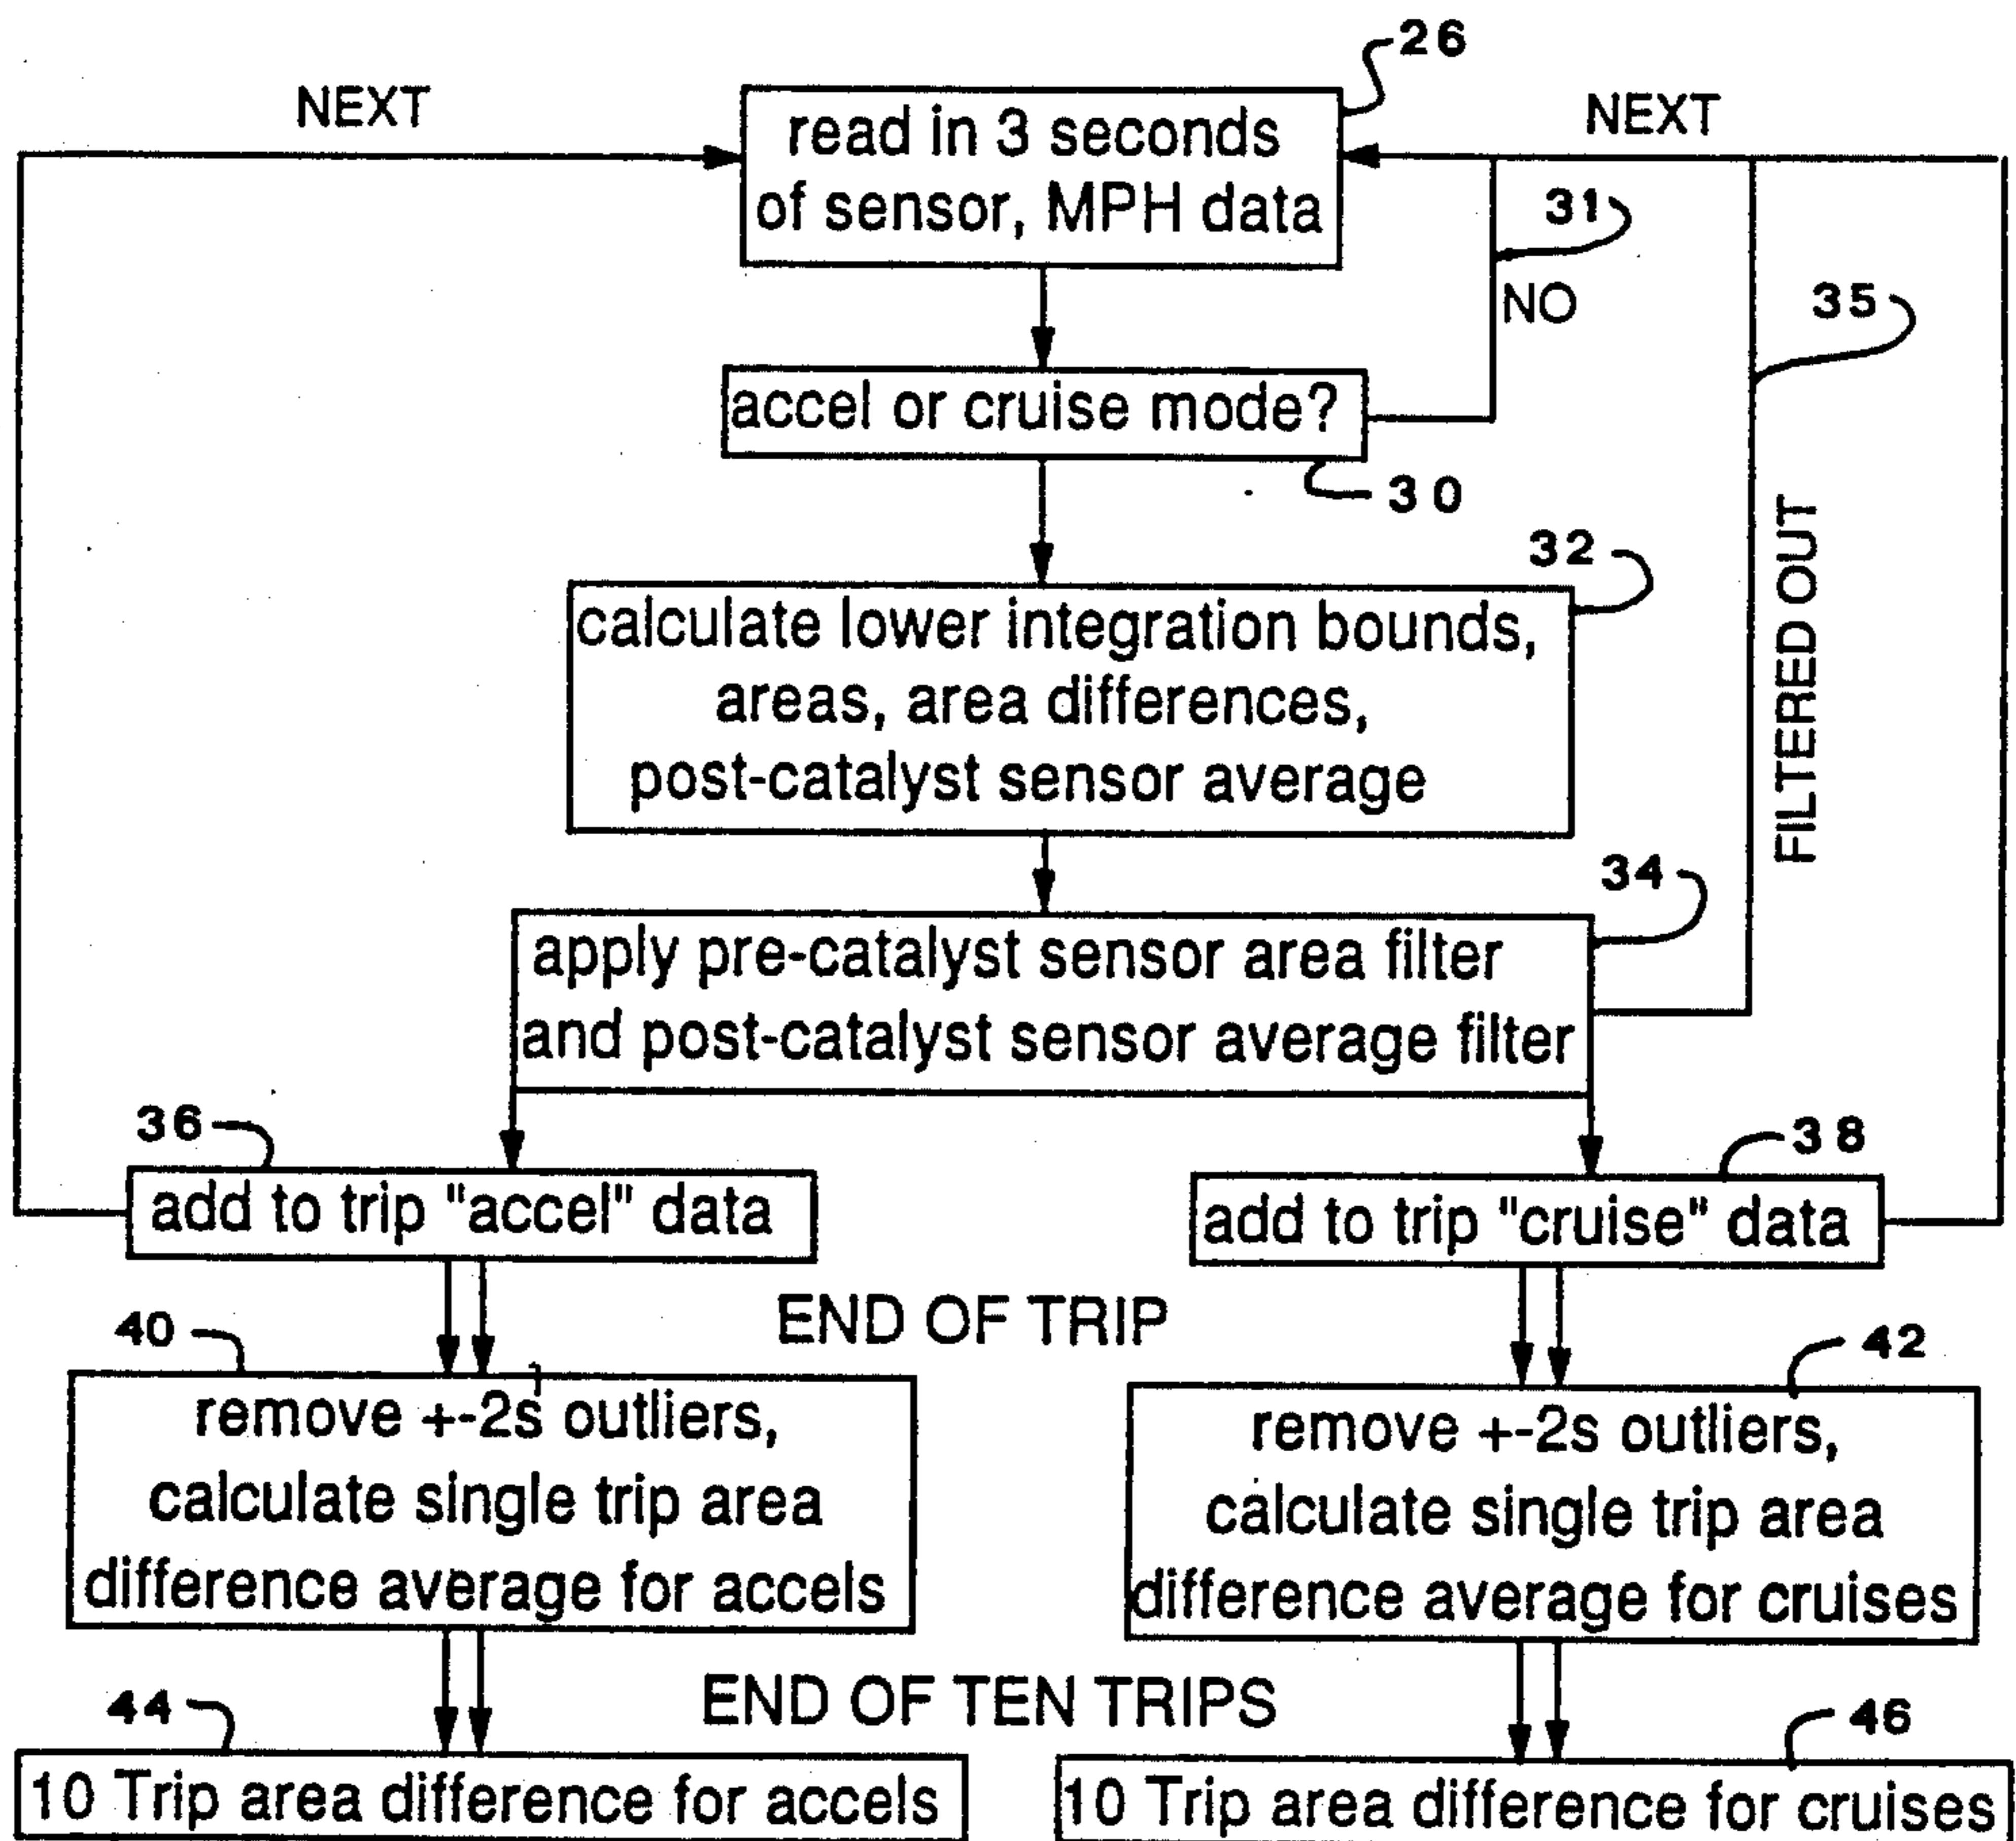 26
NEXT
NEXT
read in 3 seconds
of sensor, MPH data
31
NO
35
accel or cruise mode?
30
32
calculate lower integration bounds,
areas, area differences,
post-catalyst sensor average
FILTERED OUT
34
apply pre-catalyst sensor area filter
and post-catalyst sensor average filter
36
38
add to trip "accel" data
add to trip "cruise" data
END OF TRIP
40
42
remove +-2s outliers,
calculate single trip area
difference average for accels
remove +-2s outliers,
calculate single trip area
difference average for cruises
END OF TEN TRIPS
44
46
10 Trip area difference for accels
10 Trip area difference for cruises